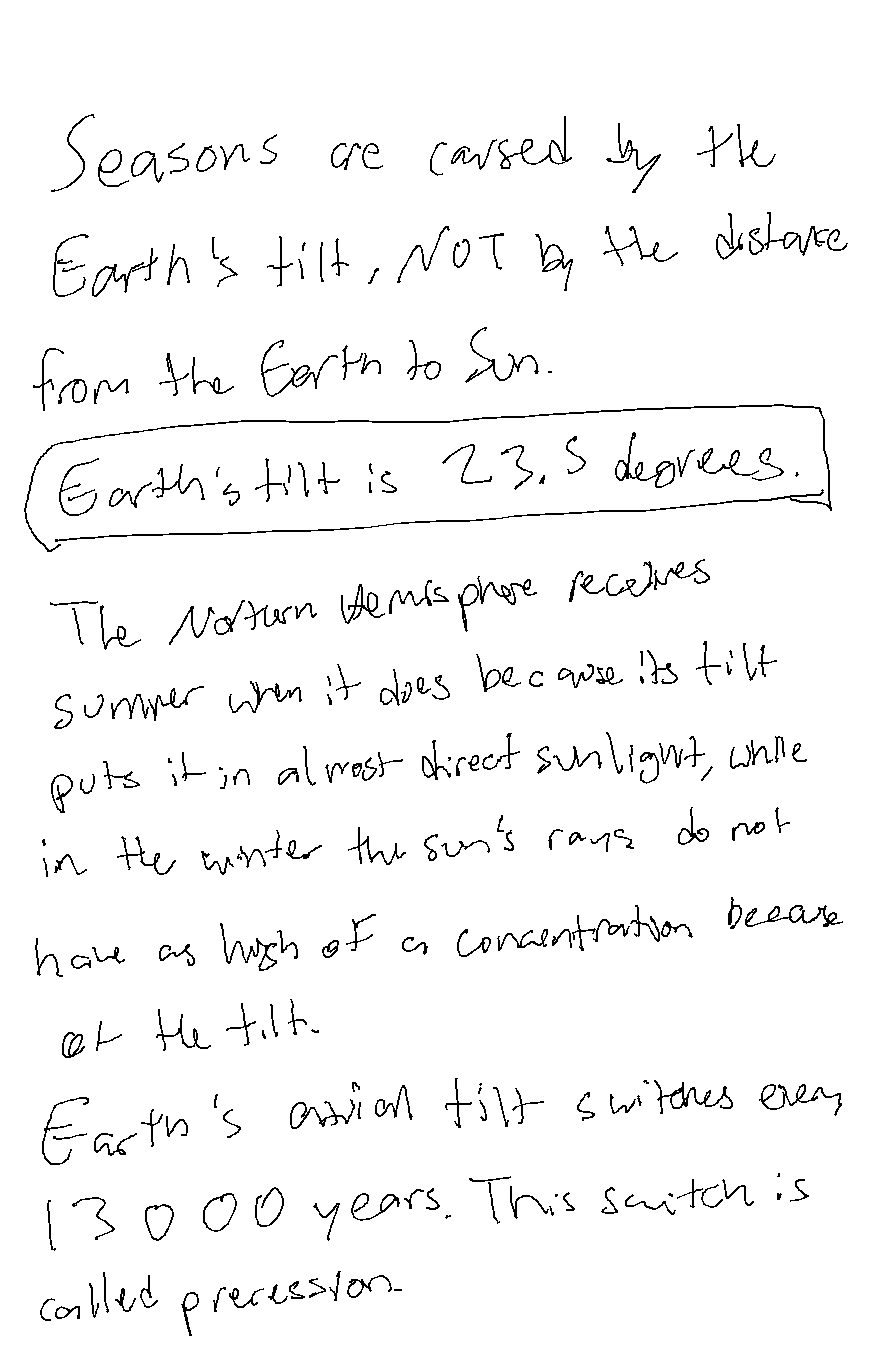 Seasons are caused by the
Earth's tilt, NOT by the distance
from the Earth to Sun.
Earth's tilt is 23.5 degrees.
The Northurn Hemisphere receives
summer when it does because its tilt
puts it in almost direct sunlight, while
in the winter the sun's rays do not
have as high of a concentration because
of the tilt.
Earth's axial tilt switches every
13000 years. This switch is
called precession.